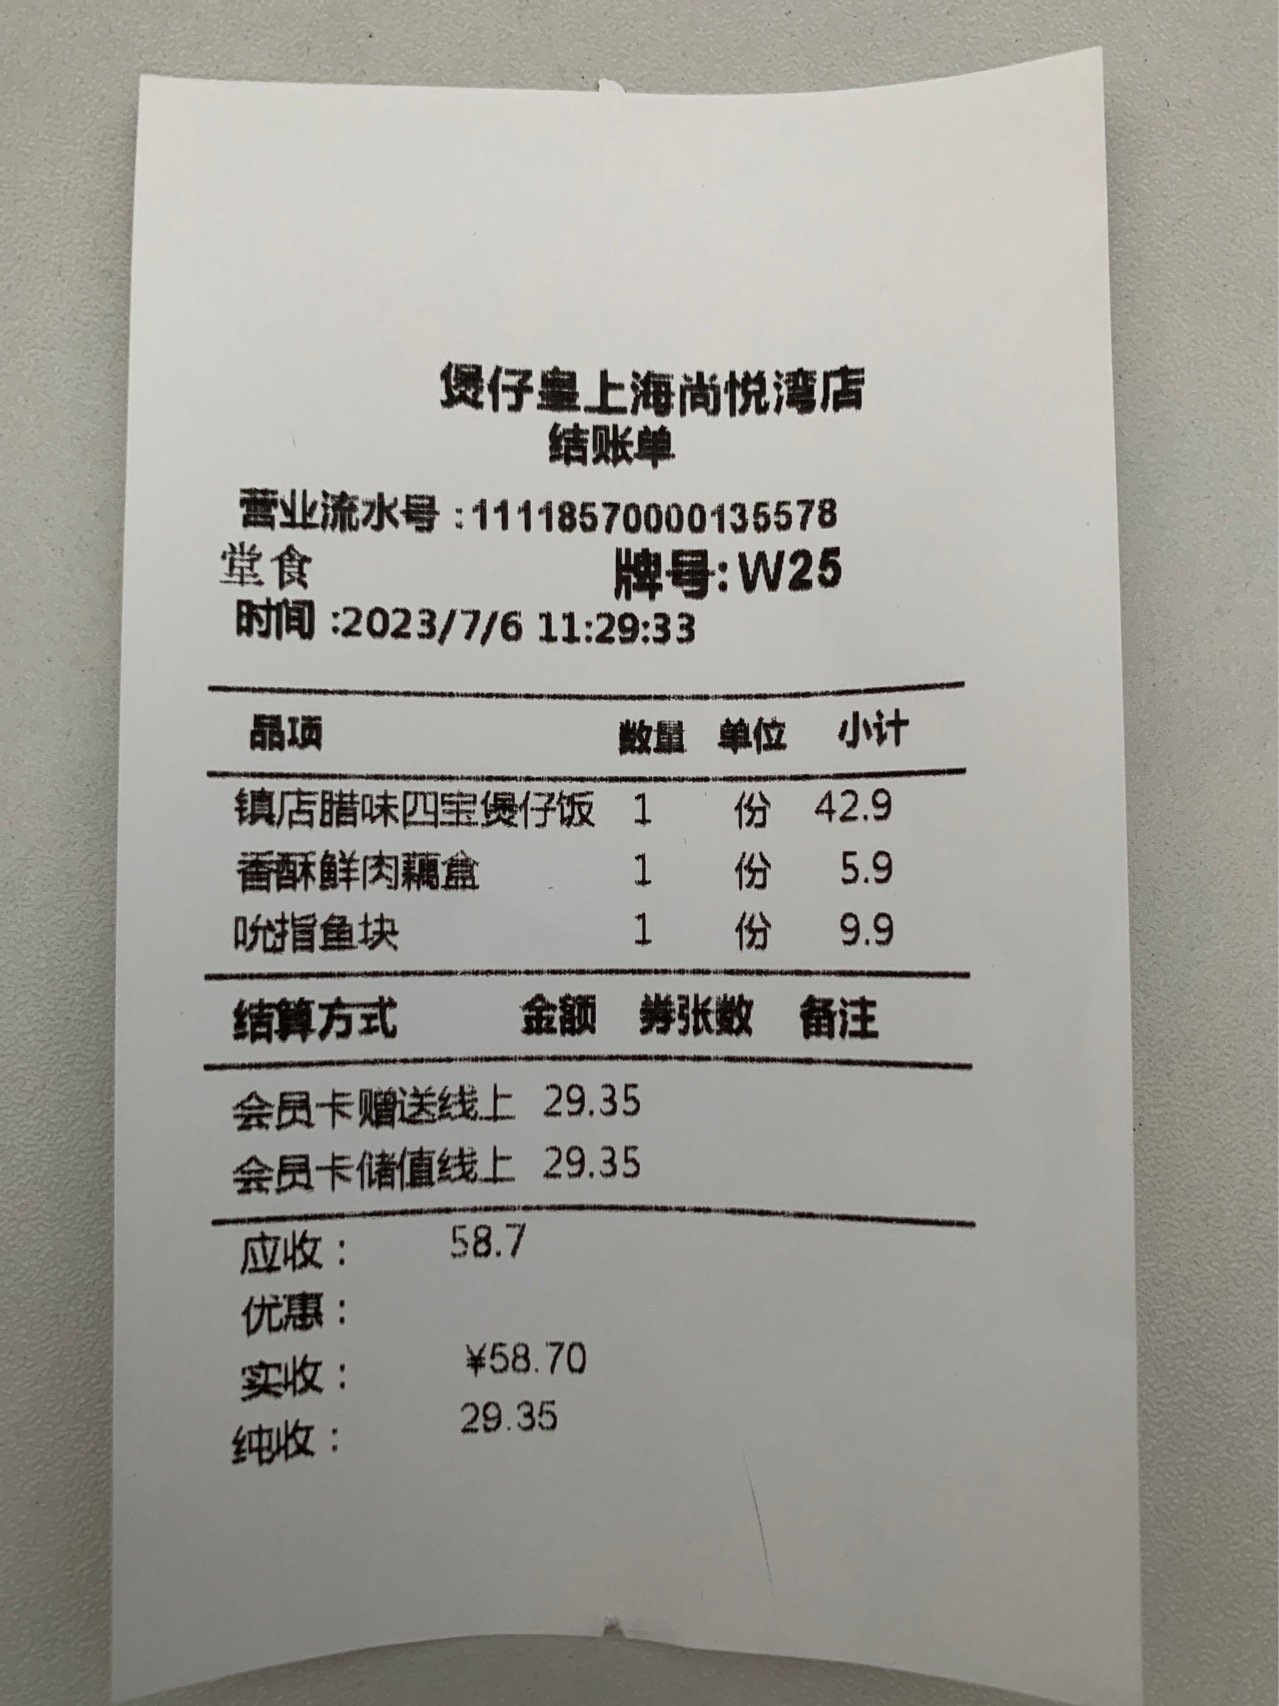 煲仔皇上海尚悦湾店
结账单
营业流水号:11118570000135578
堂食 牌号:W25
时间:2023/7/6 11:29:33
品项 数量 单位 小计
镇店腊味四宝煲仔饭 1 份 42.9
香酥鲜肉藕盒 1 份 5.9
吮指鱼块 1 份 9.9
结算方式 金额 券张数 备注
会员卡赠送线上 29.35
会员卡储值线上 29.35
应收: 58.7
优惠:
实收: ¥58.70
纯收: 29.35